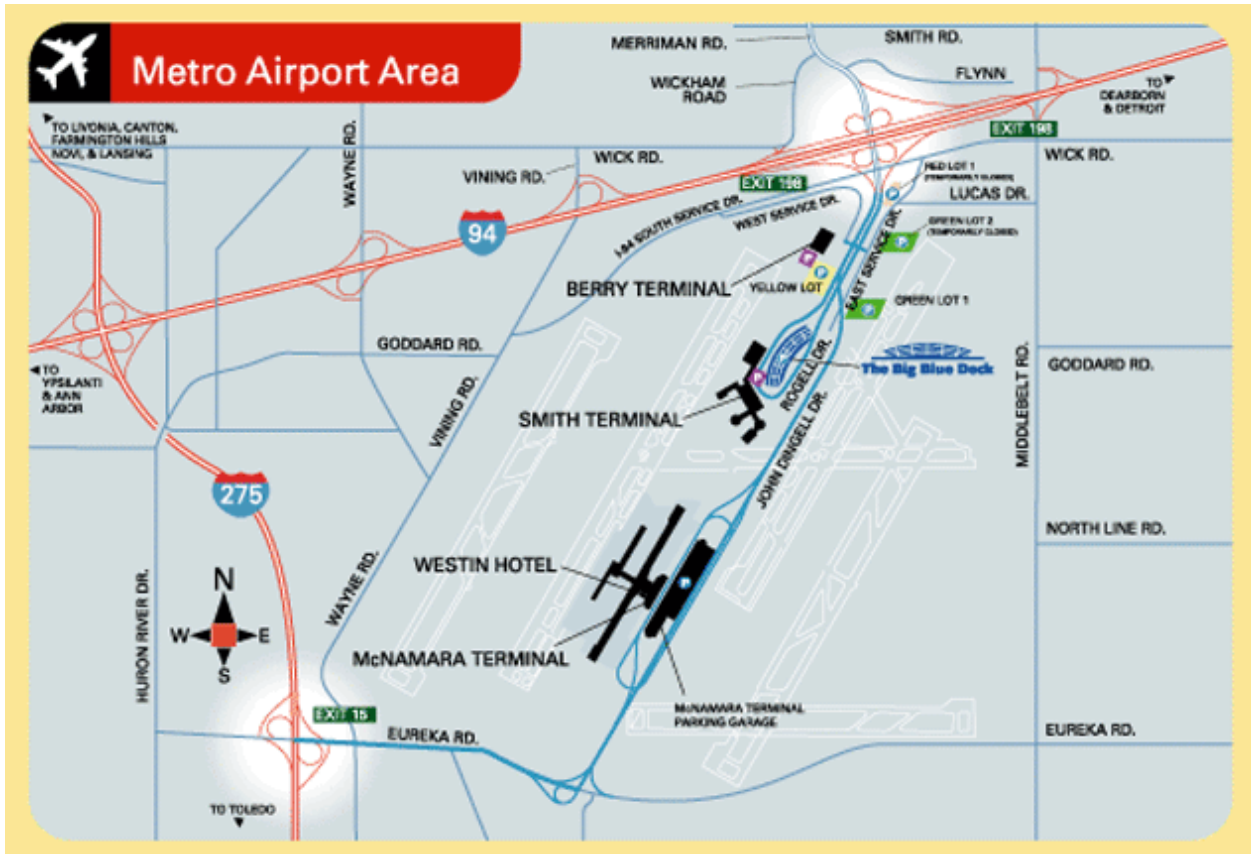 Metro Airport Area
MERRIMAN RD.
SMITH RD.
WICKHAM
ROAD
FLYNN
TO
DEARBORN
& DETROIT
TO LIVONIA, CANTON,
FARMINGTON HILLS
NOVI, & LANSING
WAYNE RD.
EXIT 198
WICK RD.
VINING RD.
WICK RD.
EXIT 198
RED LOT 1
(TEMPORARILY CLOSED)
LUCAS DR.
I-94 SOUTH SERVICE DR.
WEST SERVICE DR.
94
GREEN LOT 2
(TEMPORARILY CLOSED)
EAST SERVICE DR.
BERRY TERMINAL
YELLOW LOT
GREEN LOT 1
GODDARD RD.
The Big Blue Deck
GODDARD RD.
TO
YPSILANTI
& ANN
ARBOR
ROGELL DR.
MIDDLEBELT RD.
VINING RD.
SMITH TERMINAL
JOHN DINGELL DR.
275
NORTH LINE RD.
WESTIN HOTEL
N
W E
S
WAYNE RD.
HURON RIVER DR.
McNAMARA TERMINAL
McNAMARA TERMINAL
PARKING GARAGE
EXIT 15
EUREKA RD.
EUREKA RD.
TO TOLEDO